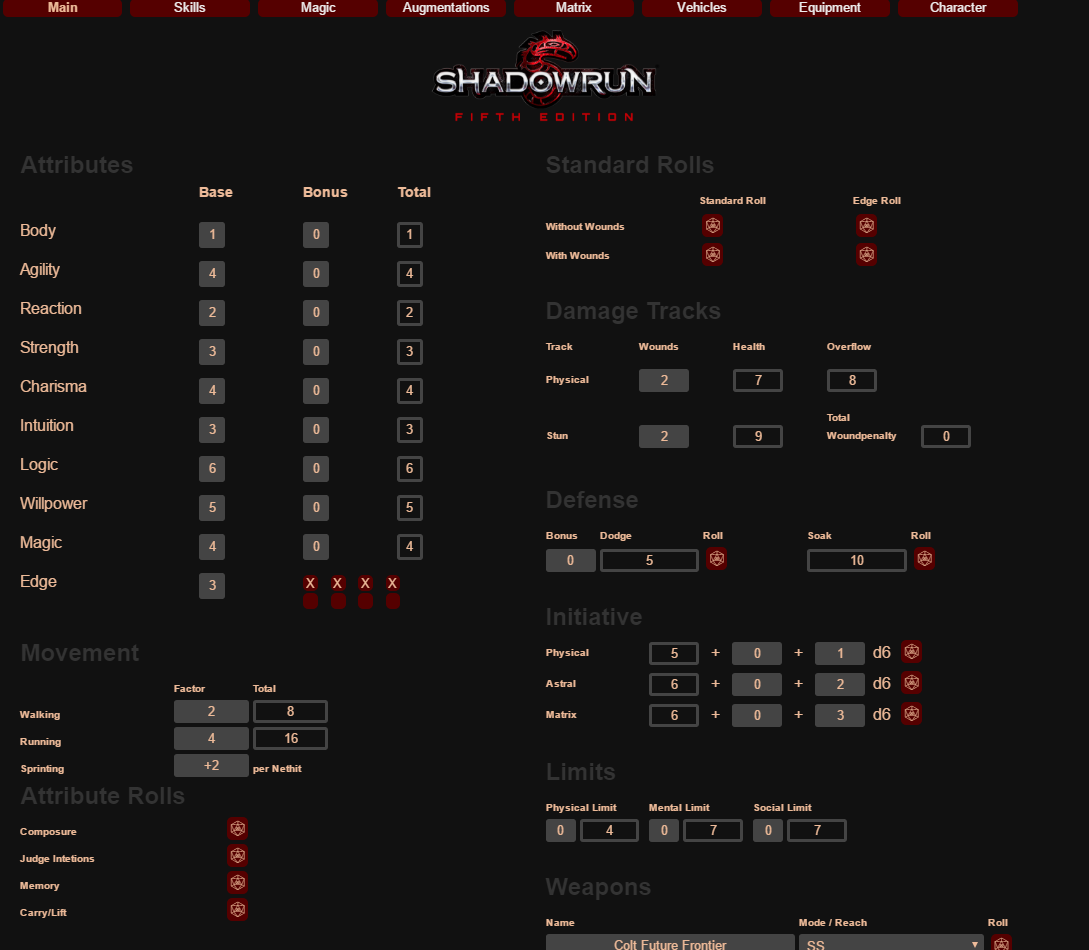 Main Skills Magic Augmentations Matrix Vehicles Equipment Character
SHADOWRUN
FIFTH EDITION
Attributes
Base Bonus Total
Body 1 0 1
Agility 4 0 4
Reaction 2 0 2
Strength 3 0 3
Charisma 4 0 4
Intuition 3 0 3
Logic 6 0 6
Willpower 5 0 5
Magic 4 0 4
Edge 3 X X X X
Movement
Factor Total
Walking 2 8
Running 4 16
Sprinting +2 per Nethit
Attribute Rolls
Composure
Judge Intetions
Memory
Carry/Lift
Standard Rolls
Standard Roll Edge Roll
Without Wounds
With Wounds
Damage Tracks
Track Wounds Health Overflow
Physical 2 7 8
Total
Stun 2 9 Woundpenalty 0
Defense
Bonus Dodge Roll Soak Roll
0 5 10
Initiative
Physical 5 + 0 + 1 d6
Astral 6 + 0 + 2 d6
Matrix 6 + 0 + 3 d6
Limits
Physical Limit Mental Limit Social Limit
0 4 0 7 0 7
Weapons
Name Mode / Reach Roll
Colt Future Frontier SS